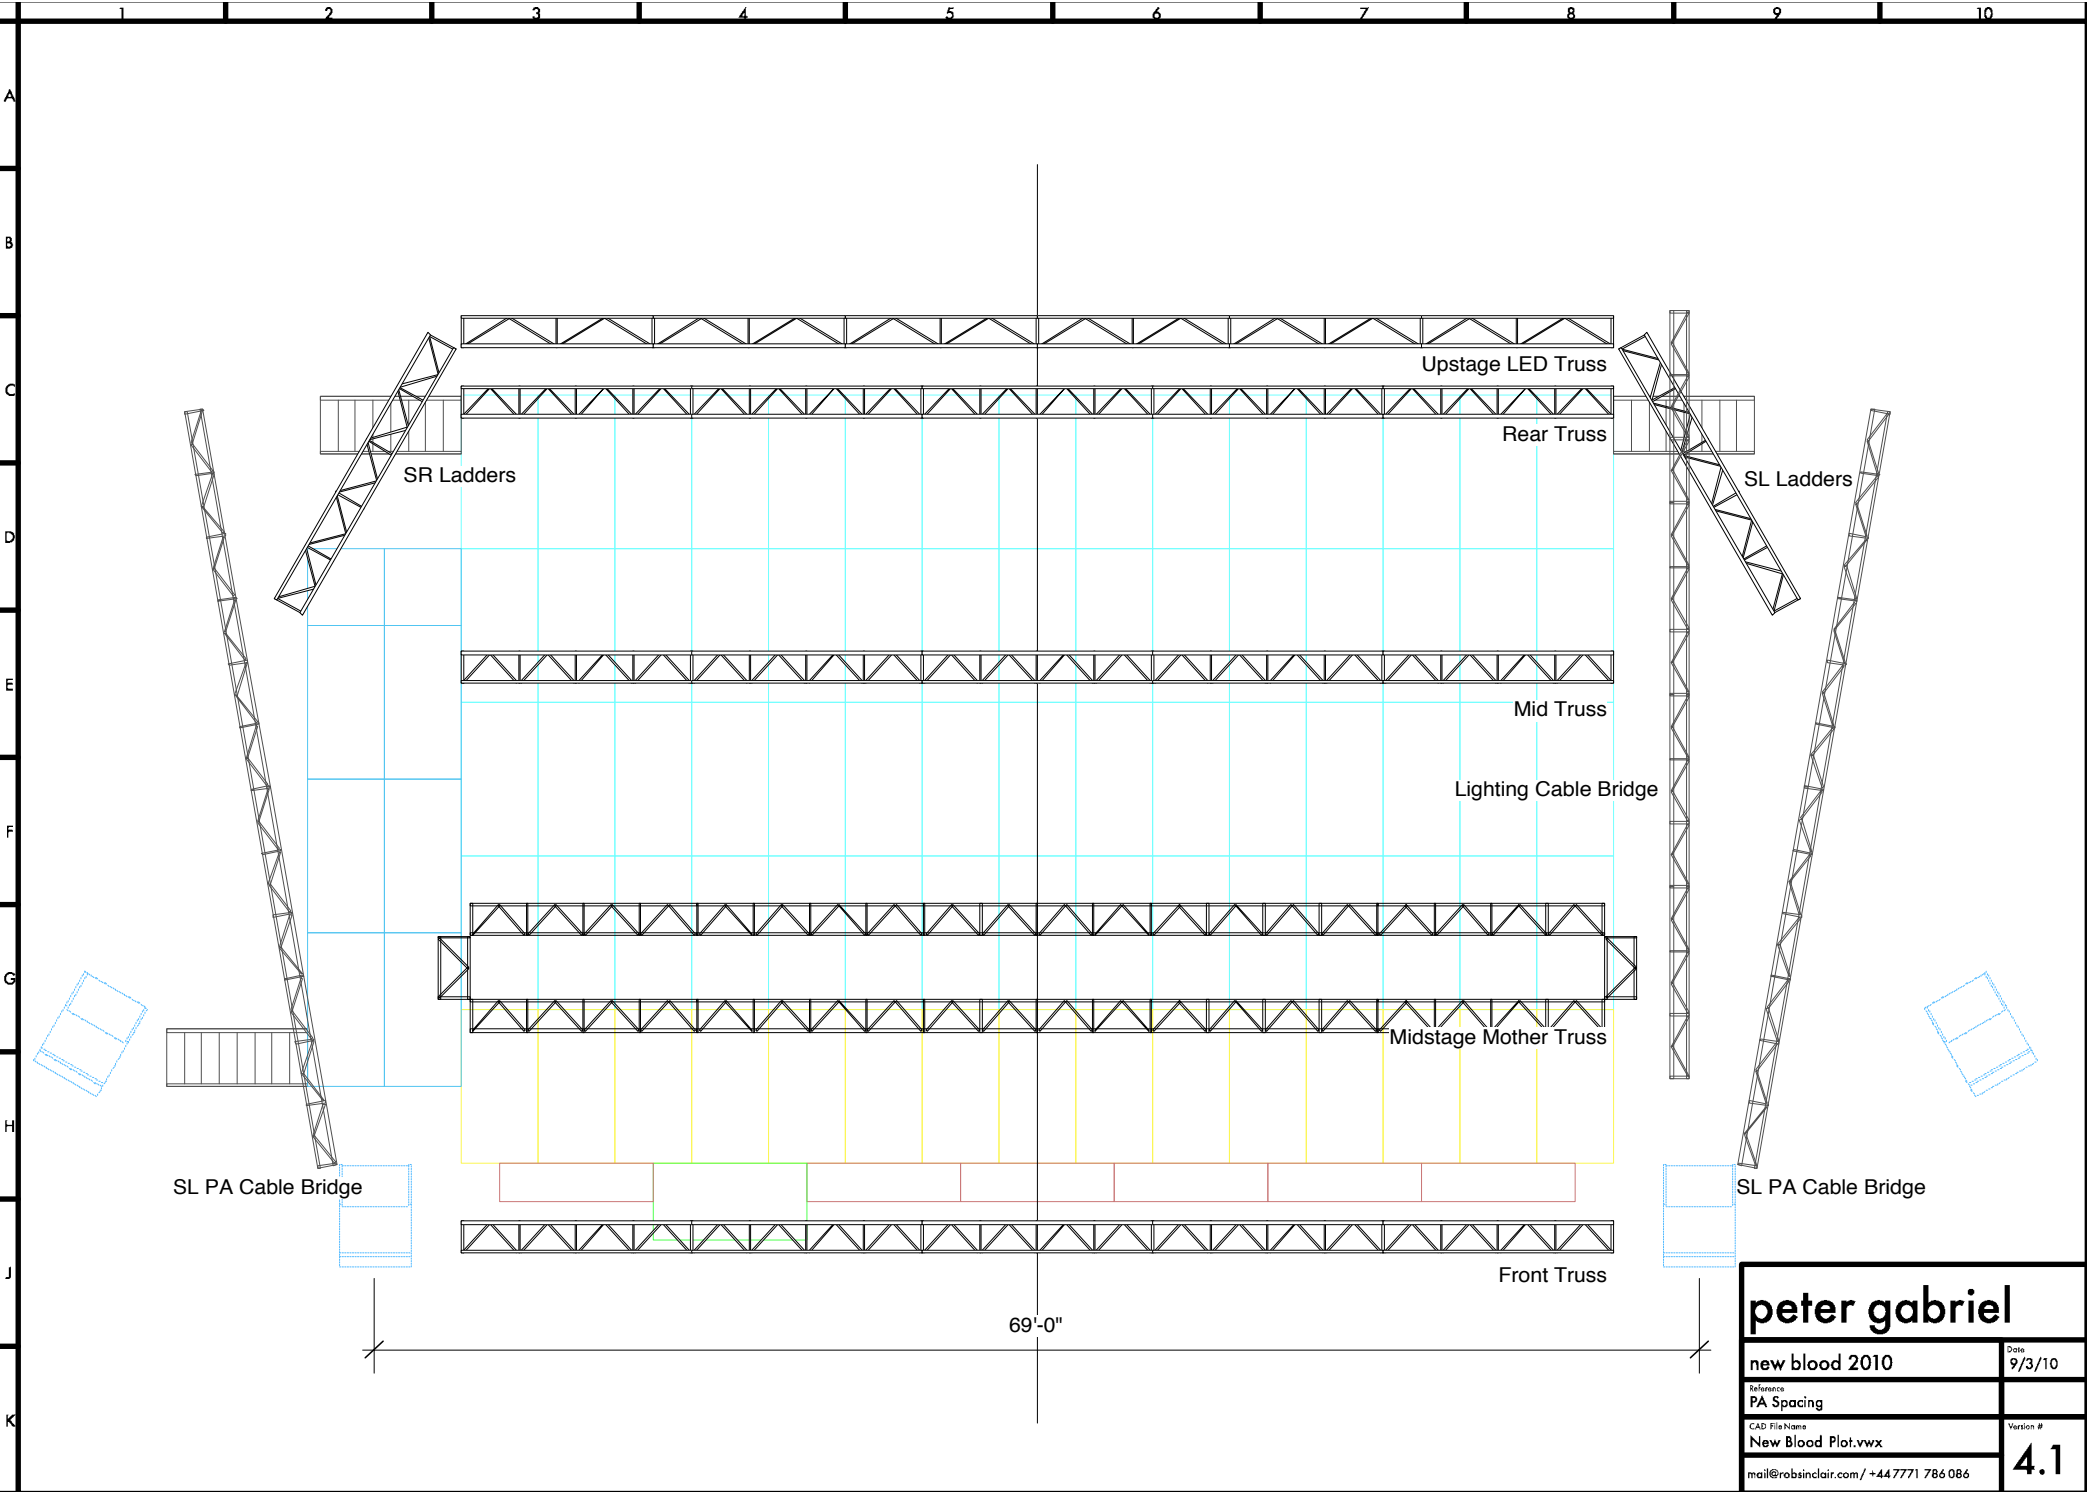 1 2 3 4 5 6 7 8 9 10
A
B
C
D
E
F
G
H
J
K
Upstage LED Truss
Rear Truss
SR Ladders
SL Ladders
Mid Truss
Lighting Cable Bridge
Midstage Mother Truss
SL PA Cable Bridge
SL PA Cable Bridge
Front Truss
69'-0"
peter gabriel
new blood 2010
Date
9/3/10
Reference
PA Spacing
CAD File Name
New Blood Plot.vwx
Version #
4.1
mail@robsinclair.com/ +447771 786 086